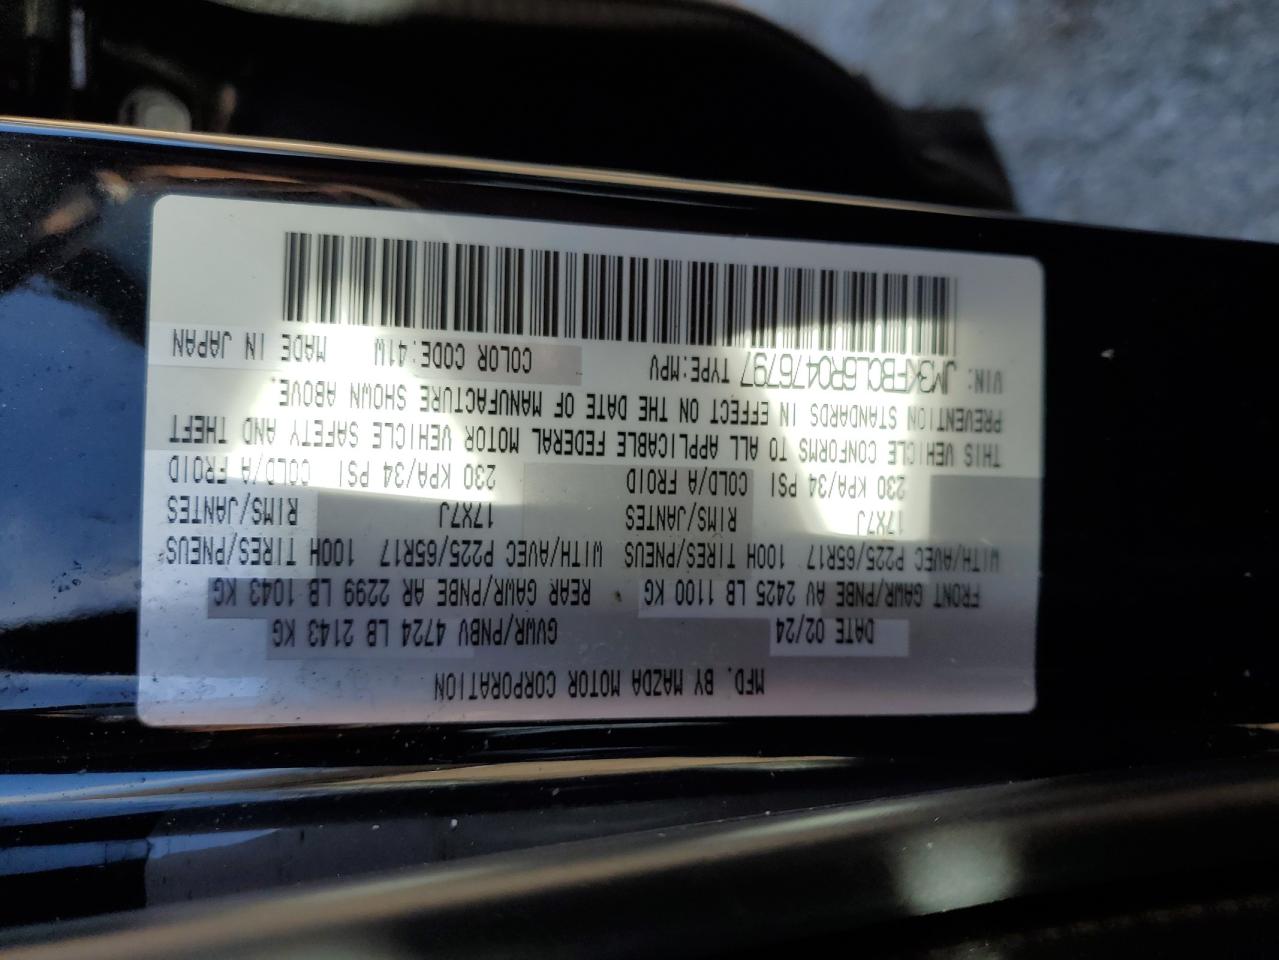 MFD. BY MAZDA MOTOR CORPORATION
DATE 02/24 GVWR/PNBV 4724 LB 2143 KG
FRONT GAWR/PNBE AV 2425 LB 1100 KG REAR GAWR/PNBE AR 2299 LB 1043 KG
WITH/AVEC P225/65R17 100H TIRES/PNEUS WITH/AVEC P225/65R17 100H TIRES/PNEUS
17X7J RIMS/JANTES 17X7J RIMS/JANTES
230 KPA/34 PSI COLD/A FROID 230 KPA/34 PSI COLD/A FROID
THIS VEHICLE CONFORMS TO ALL APPLICABLE FEDERAL MOTOR VEHICLE SAFETY AND THEFT
PREVENTION STANDARDS IN EFFECT ON THE DATE OF MANUFACTURE SHOWN ABOVE.
VIN: JM3KFBCL6R0476797 TYPE:MPV COLOR CODE:41W MADE IN JAPAN